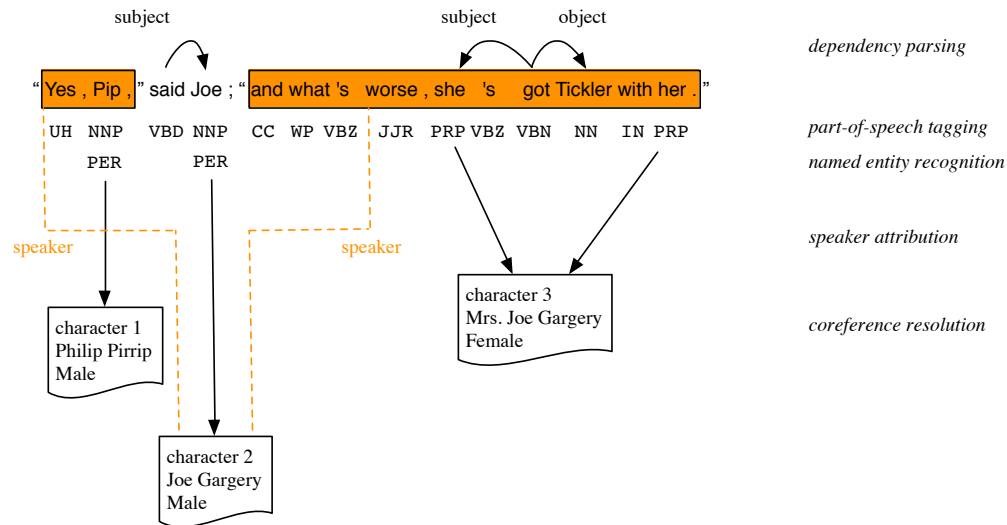 subject subject object
dependency parsing
“ Yes , Pip , ” said Joe ; “ and what 's worse , she 's got Tickler with her . ”
UH NNP VBD NNP CC WP VBZ JJR PRP VBZ VBN NN IN PRP part-of-speech tagging
PER PER named entity recognition
speaker speaker speaker attribution
character 1
Philip Pirrip
Male
character 3
Mrs. Joe Gargery
Female
coreference resolution
character 2
Joe Gargery
Male